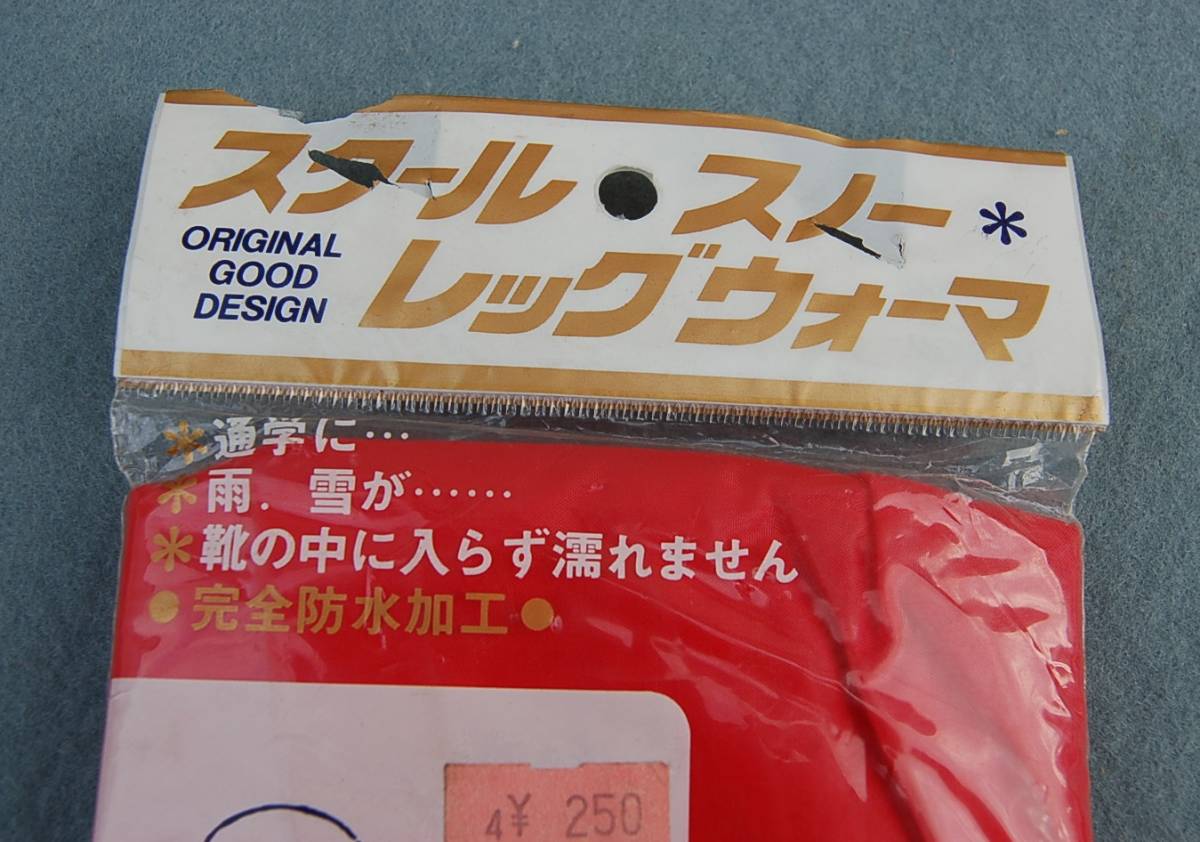 スタール・スノー*
レッグウォーマ
ORIGINAL
GOOD
DESIGN
*通学に…
*雨.雪が……
*靴の中に入らず濡れません
●完全防水加工●
4¥ 250